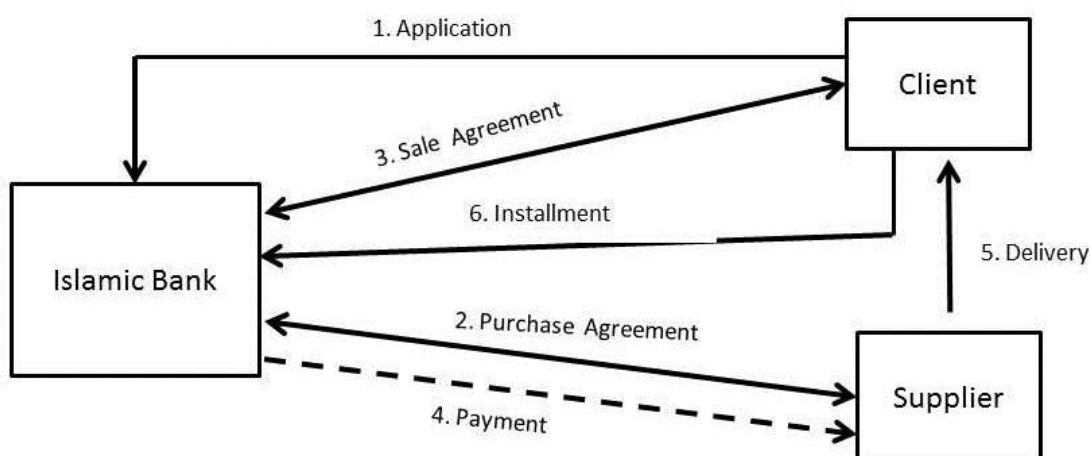 1. Application
Client
3. Sale Agreement
6. Installment
5. Delivery
Islamic Bank
2. Purchase Agreement
Supplier
4. Payment